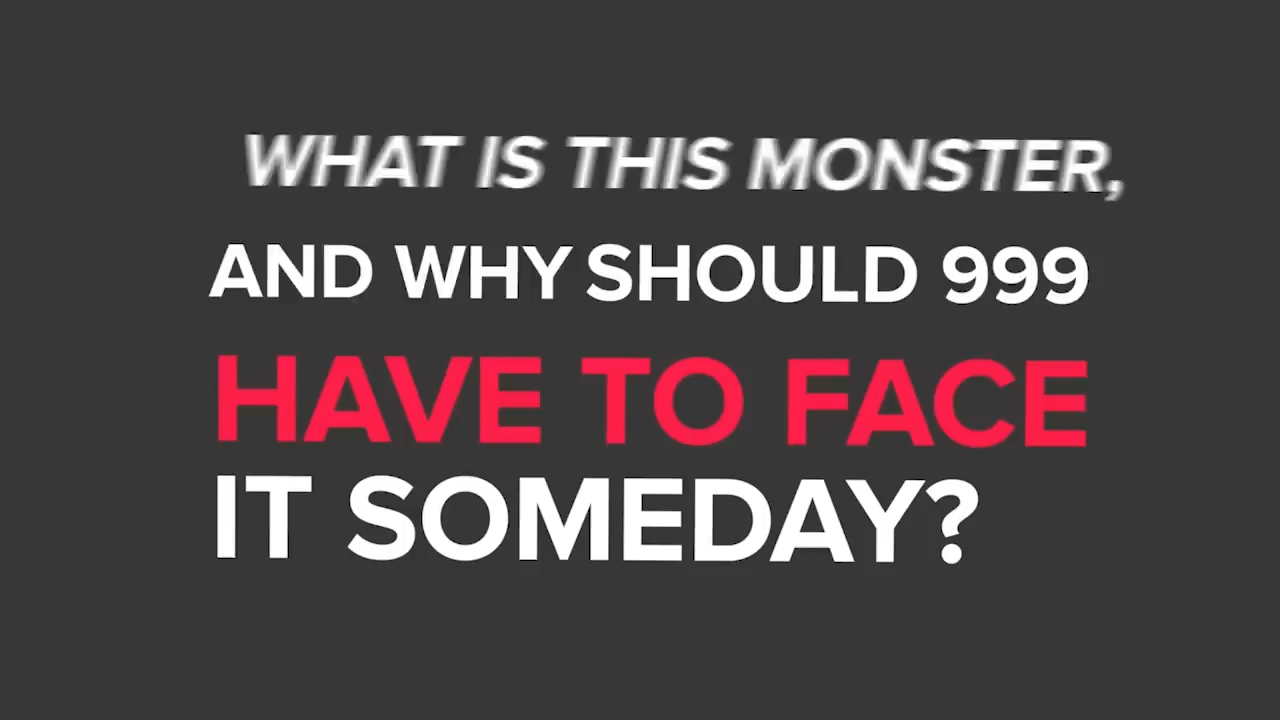 WHAT IS THIS MONSTER,
AND WHY SHOULD 999
HAVE TO FACE
IT SOMEDAY?